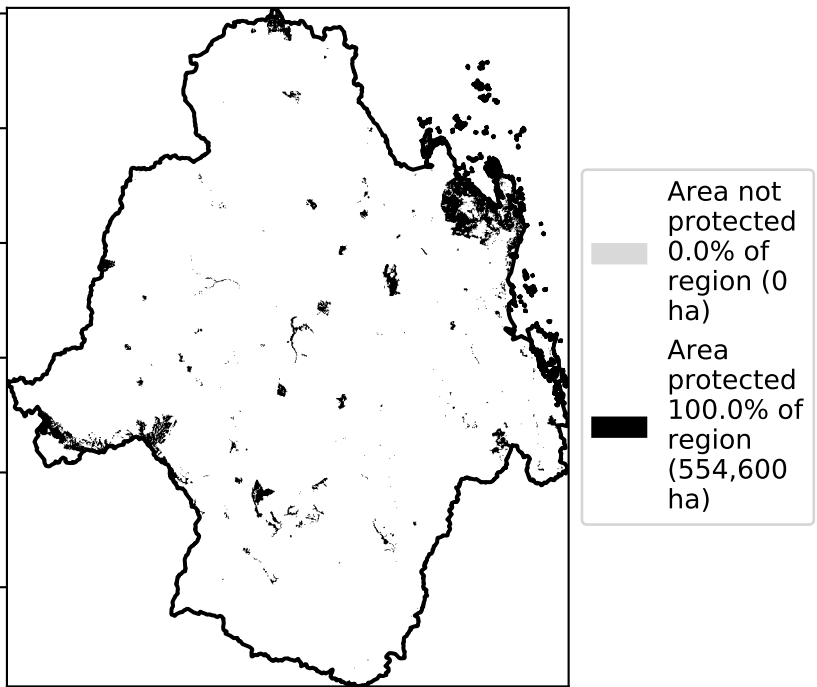 Area not
protected
0.0% of
region (0
ha)
Area
protected
100.0% of
region
(554,600
ha)